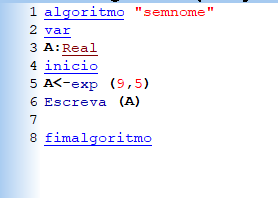 1 algoritmo "semnome"
2 var
3 A:Real
4 inicio
5 A<-exp (9,5)
6 Escreva (A)
7
8 fimalgoritmo